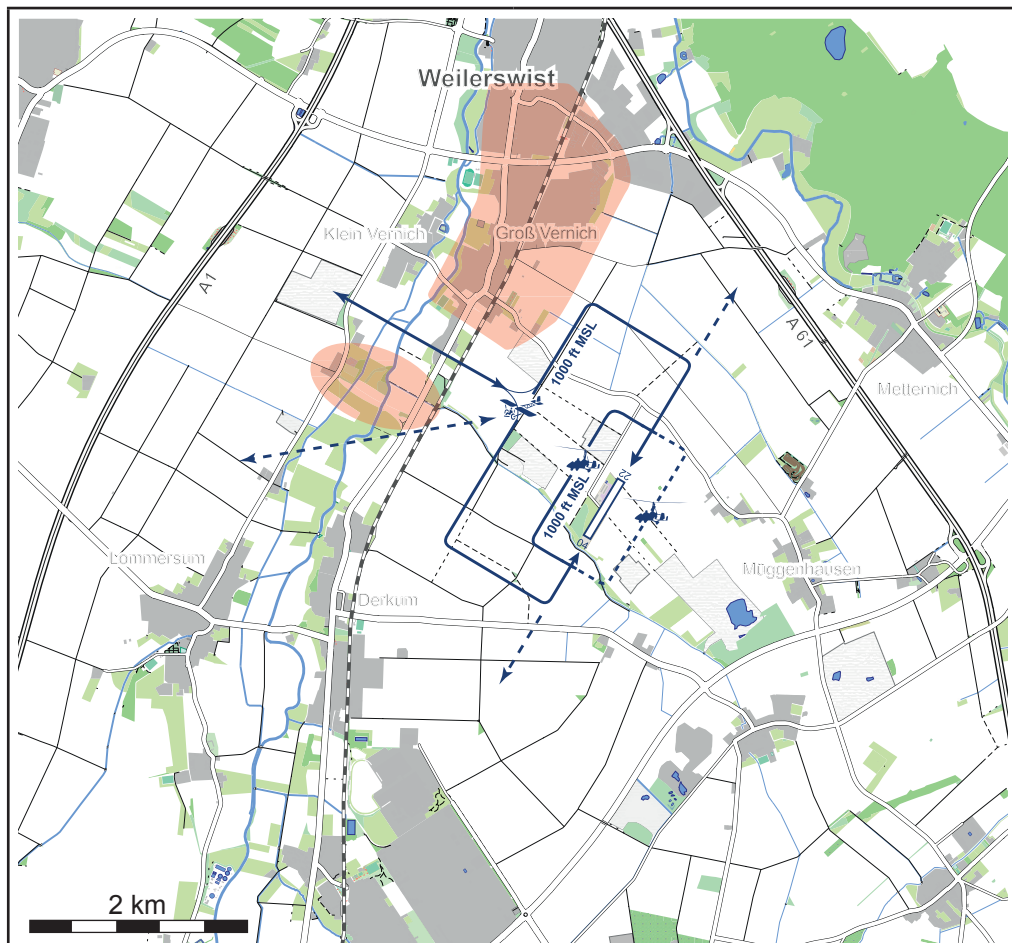 Weilerswist
Klein Vernich
Groß Vernich
A1
A 61
1000 ft MSL
Metternich
22
1000 ft MSL
04
Lommersum
Müggenhausen
Derkum
2 km